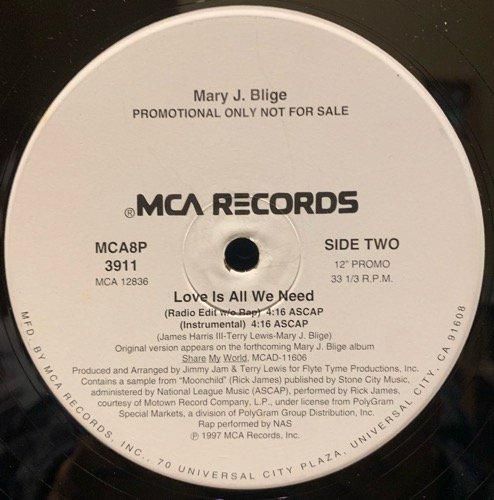 Mary J. Blige
PROMOTIONAL ONLY NOT FOR SALE
® MCA RECORDS
MCA8P
3911
MCA 12836
SIDE TWO
12" PROMO
33 1/3 R.P.M.
Love Is All We Need
(Radio Edit w/o Rap) 4:16 ASCAP
(Instrumental) 4:16 ASCAP
(James Harris III-Terry Lewis-Mary J. Blige)
Original version appears on the forthcoming Mary J. Blige album
Share My World, MCAD-11606
Produced and Arranged by Jimmy Jam & Terry Lewis for Flyte Tyme Productions, Inc.
Contains a sample from "Moonchild" (Rick James) published by Stone City Music,
administered by National League Music (ASCAP), performed by Rick James,
courtesy of Motown Record Company, L.P., under license from PolyGram
Special Markets, a division of PolyGram Group Distribution, Inc.
Rap performed by NAS
℗ 1997 MCA Records, Inc.
MFD. BY MCA RECORDS, INC., 70 UNIVERSAL CITY PLAZA, UNIVERSAL CITY, CA 91608